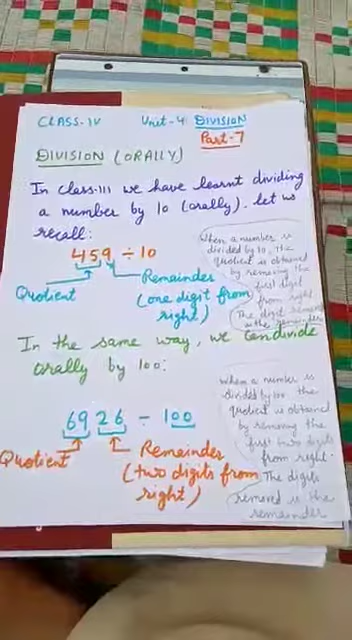 CLASS-IV Unit-4 DIVISION
Part-7
DIVISION (ORALLY)
In class-III we have learnt dividing
a number by 10 (orally). let us
recall:
459 ÷ 10
Quotient
Remainder
(one digit from
right)
When a number is
divided by 10, the
quotient is obtained
by removing the
first digit
from right
The digit removed
is the remainder
In the same way, we can divide
orally by 100:
6926 ÷ 100
Quotient
Remainder
(two digits from
right)
When a number is
divided by 100 the
quotient is obtained
by removing the
first two digits
from right.
The digits
removed is the
remainder